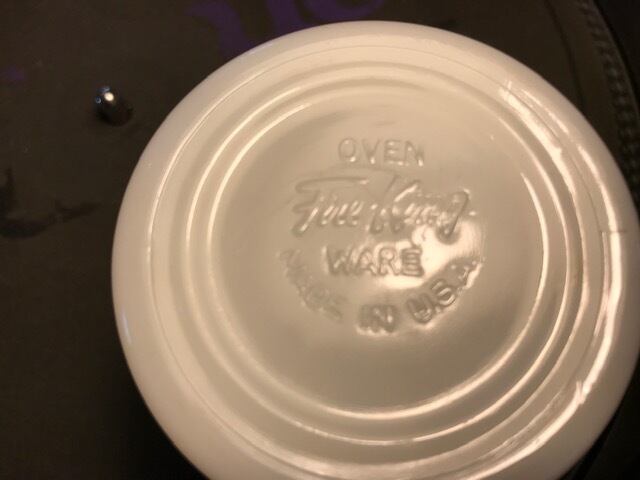 OVEN
Fire-King
WARE
MADE IN U.S.A.